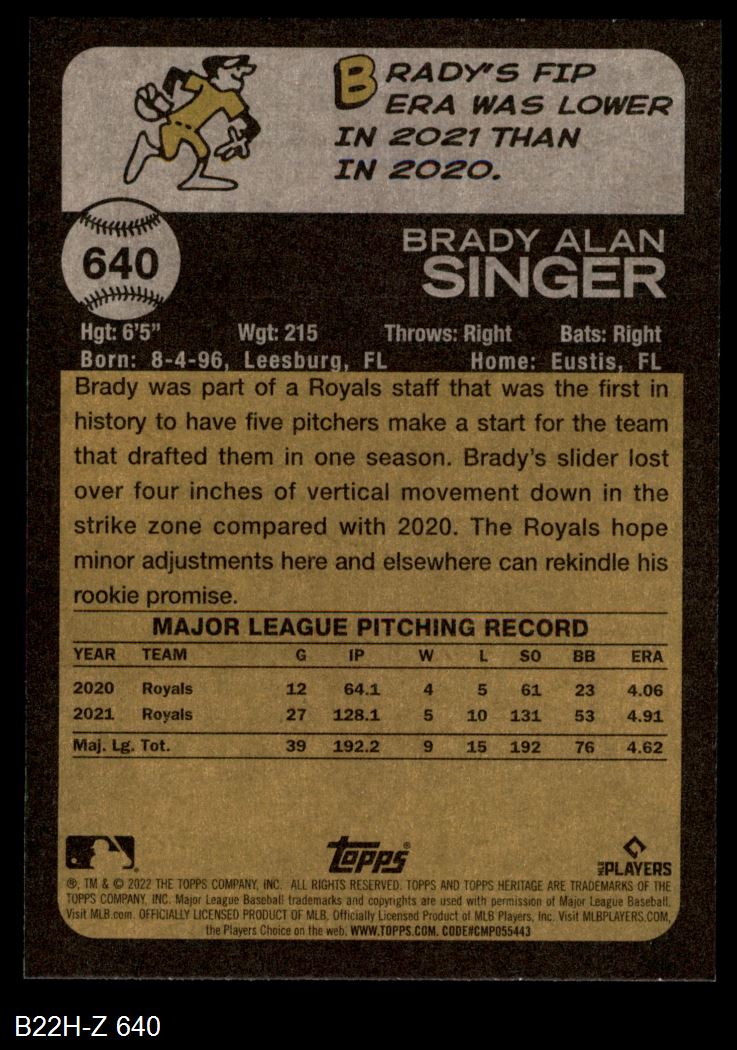 BRADY'S FIP
ERA WAS LOWER
IN 2021 THAN
IN 2020.
640
BRADY ALAN
SINGER
Hgt: 6'5" Wgt: 215 Throws: Right Bats: Right
Born: 8-4-96, Leesburg, FL Home: Eustis, FL
Brady was part of a Royals staff that was the first in
history to have five pitchers make a start for the team
that drafted them in one season. Brady's slider lost
over four inches of vertical movement down in the
strike zone compared with 2020. The Royals hope
minor adjustments here and elsewhere can rekindle his
rookie promise.
MAJOR LEAGUE PITCHING RECORD
YEAR TEAM G IP W L SO BB ERA
2020 Royals 12 64.1 4 5 61 23 4.06
2021 Royals 27 128.1 5 10 131 53 4.91
Maj. Lg. Tot. 39 192.2 9 15 192 76 4.62
Topps®
MLB PLAYERS
®, TM & © 2022 THE TOPPS COMPANY, INC. ALL RIGHTS RESERVED. TOPPS AND TOPPS HERITAGE ARE TRADEMARKS OF THE
TOPPS COMPANY, INC. Major League Baseball trademarks and copyrights are used with permission of Major League Baseball.
Visit MLB.com. OFFICIALLY LICENSED PRODUCT OF MLB, Officially Licensed Product of MLB Players, Inc. Visit MLBPLAYERS.COM,
the Players Choice on the web. WWW.TOPPS.COM. CODE#CMP055443
B22H-Z 640